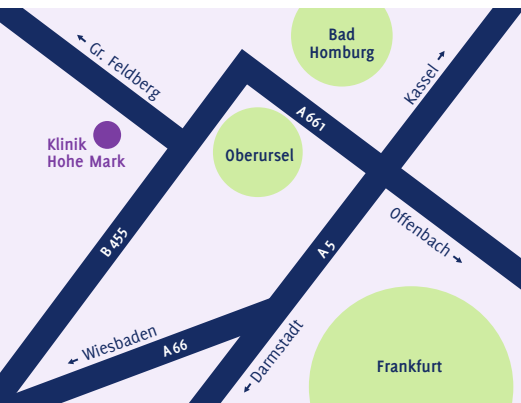 Bad
Homburg
← Gr. Feldberg
Kassel →
A 661
Klinik
Hohe Mark
Oberursel
B 455
A 5
Offenbach →
← Wiesbaden
A 66
← Darmstadt
Frankfurt